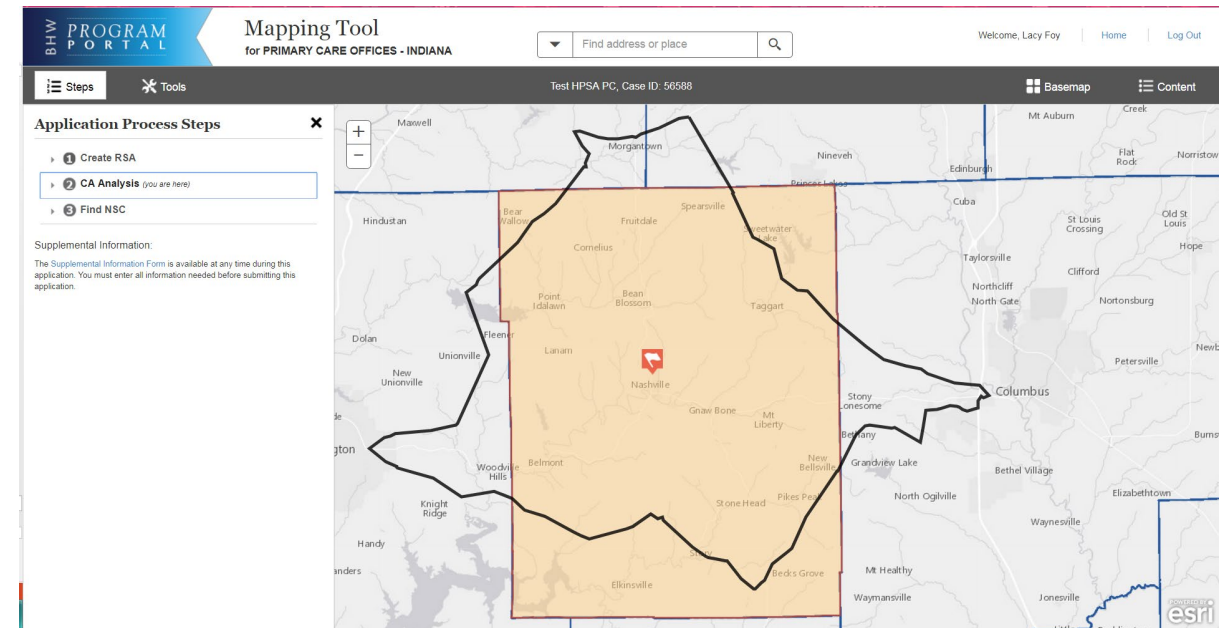 BHW
PROGRAM
PORTAL
Mapping Tool
for PRIMARY CARE OFFICES - INDIANA
Find address or place
Welcome, Lacy Foy
Home
Log Out
Steps
Tools
Test HPSA PC, Case ID: 56588
Basemap
Content
Application Process Steps
1 Create RSA
2 CA Analysis (you are here)
3 Find NSC
Supplemental Information:
The Supplemental Information Form is available at any time during this
application. You must enter all information needed before submitting this
application.
+
−
Maxwell
Morgantown
Nineveh
Princes Lakes
Edinburgh
Mt Auburn
Creek
Flat
Rock
Norristow
Hindustan
Bear
Wallow
Fruitdale
Spearsville
Sweetwater
Lake
Cornelius
Cuba
St Louis
Crossing
Old St
Louis
Hope
Taylorsville
Clifford
Northcliff
North Gate
Nortonsburg
Point
Idalawn
Bean
Blossom
Taggart
Dolan
Fleener
Unionville
Lanam
New
Unionville
Nashville
Petersville
Newb
Columbus
Stony
Lonesome
Gnaw Bone
Mt
Liberty
Bethany
Burns
gton
Woodville
Hills
Belmont
New
Bellsville
Grandview Lake
Bethel Village
Knight
Ridge
Stone Head
Pikes Peak
North Ogilville
Elizabethtown
Waynesville
Handy
Story
anders
Elkinsville
Becks Grove
Mt Healthy
Waymansville
Jonesville
POWERED BY
esri